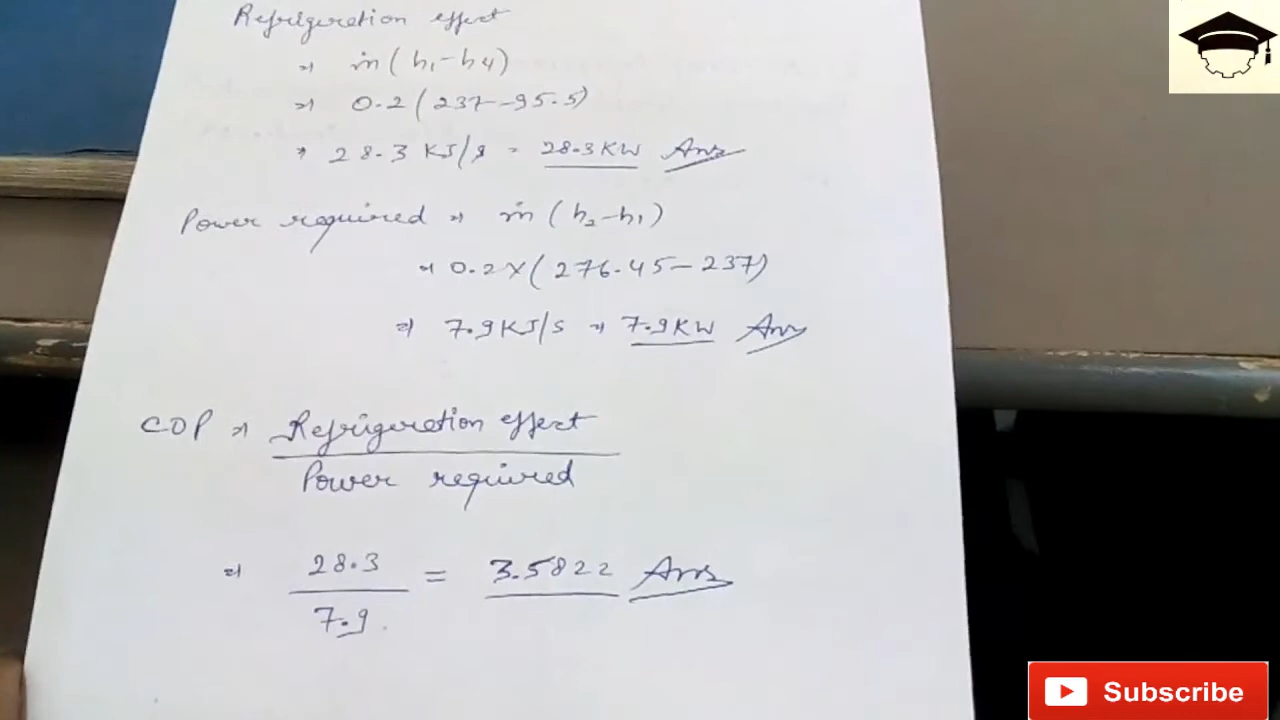 Refrigeration effect
⇒ ṁ (h₁ - h4)
⇒ 0.2 (237 - 95.5)
⇒ 28.3 KJ/s = 28.3 KW Ans
Power required ⇒ ṁ (h₂ - h₁)
⇒ 0.2 × (276.45 - 237)
⇒ 7.9 KJ/s ⇒ 7.9 KW Ans
COP ⇒ Refrigeration effect
Power required
⇒ 28.3
7.9
= 3.5822 Ans
Subscribe